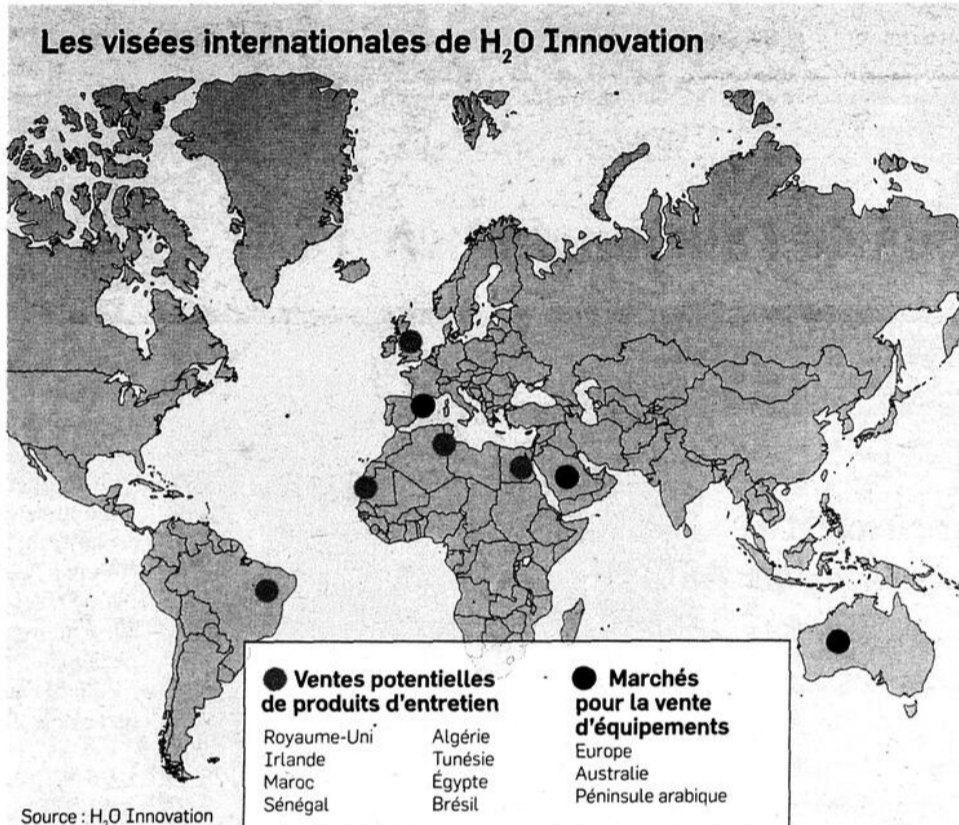 Les visées internationales de H₂O Innovation
Ventes potentielles
de produits d'entretien
Royaume-Uni
Irlande
Maroc
Sénégal
Algérie
Tunisie
Égypte
Brésil
Marchés
pour la vente
d'équipements
Europe
Australie
Péninsule arabique
Source : H₂O Innovation